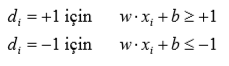 dᵢ = +1 için w · xᵢ + b ≥ +1
dᵢ = −1 için w · xᵢ + b ≤ −1